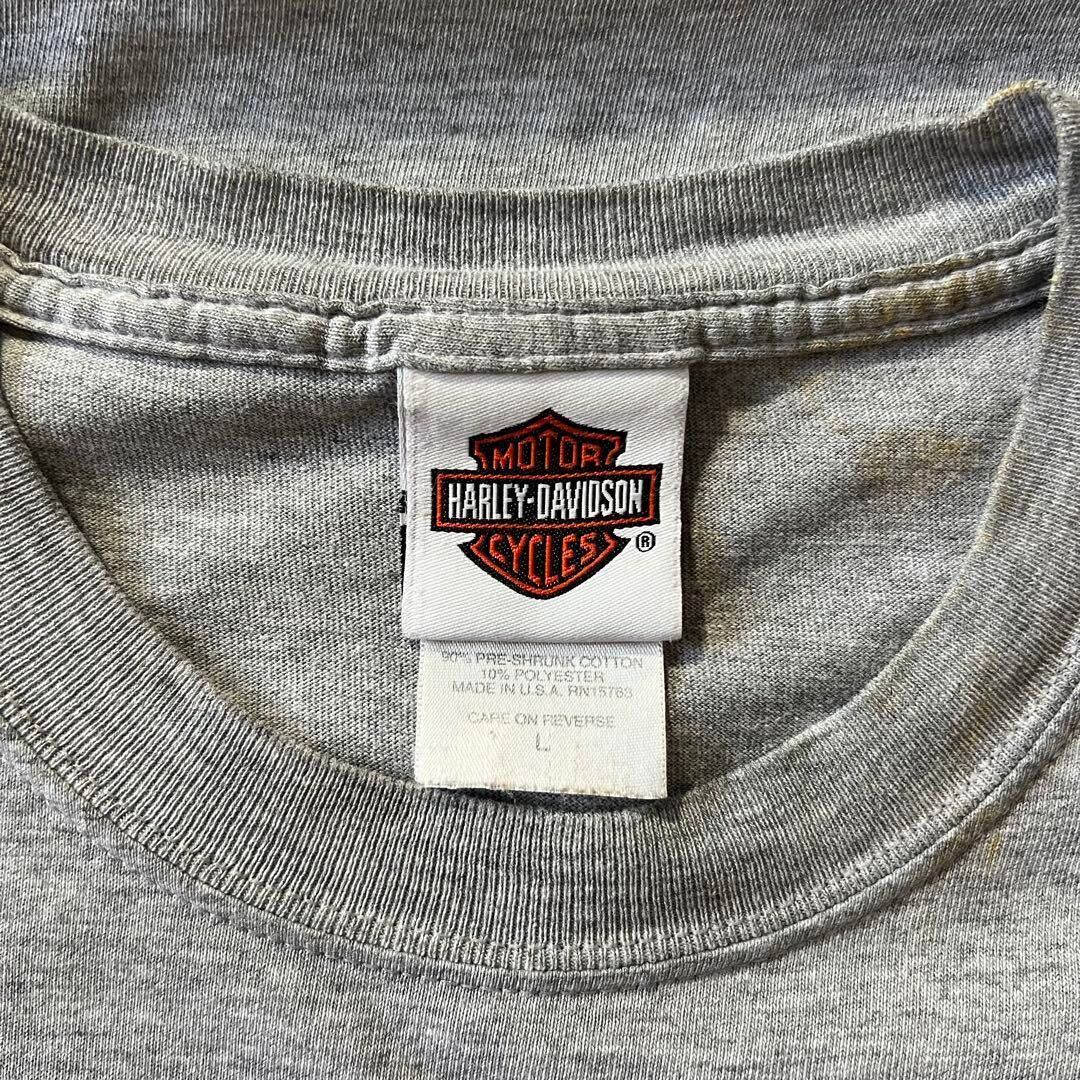 MOTOR
HARLEY-DAVIDSON
CYCLES
®
90% PRE-SHRUNK COTTON
10% POLYESTER
MADE IN U.S.A. RN15763
CARE ON REVERSE
L